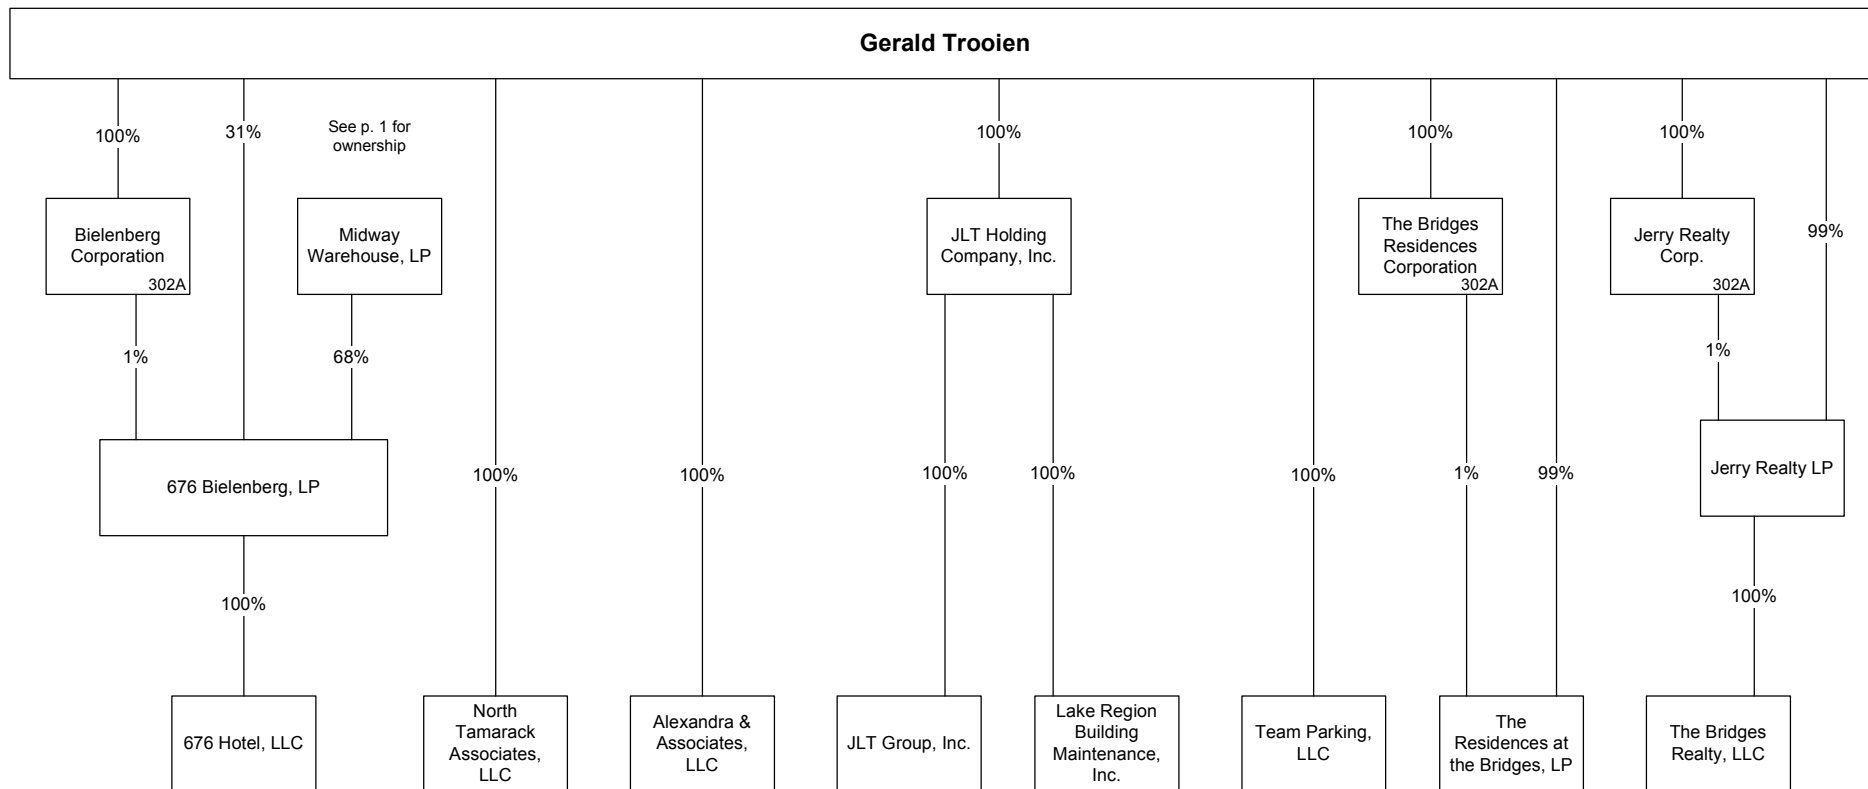 Gerald Trooien
100%
31%
See p. 1 for
ownership
100%
100%
100%
Bielenberg
Corporation
302A
Midway
Warehouse, LP
JLT Holding
Company, Inc.
The Bridges
Residences
Corporation
302A
Jerry Realty
Corp.
302A
99%
1%
68%
1%
676 Bielenberg, LP
100%
100%
100%
100%
100%
1%
99%
Jerry Realty LP
100%
100%
676 Hotel, LLC
North
Tamarack
Associates,
LLC
Alexandra &
Associates,
LLC
JLT Group, Inc.
Lake Region
Building
Maintenance,
Inc.
Team Parking,
LLC
The
Residences at
the Bridges, LP
The Bridges
Realty, LLC